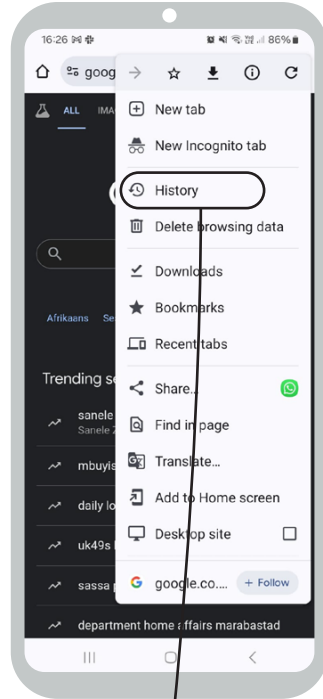 16:26
86%
goog
ALL IMA
New tab
New Incognito tab
History
Delete browsing data
Downloads
Bookmarks
Recent tabs
Share...
Find in page
Translate...
Add to Home screen
Desktop site
google.co.... + Follow
Afrikaans Se
Trending se
sanele
Sanele
mbuyis
daily lo
uk49s
sassa
department home affairs marabastad